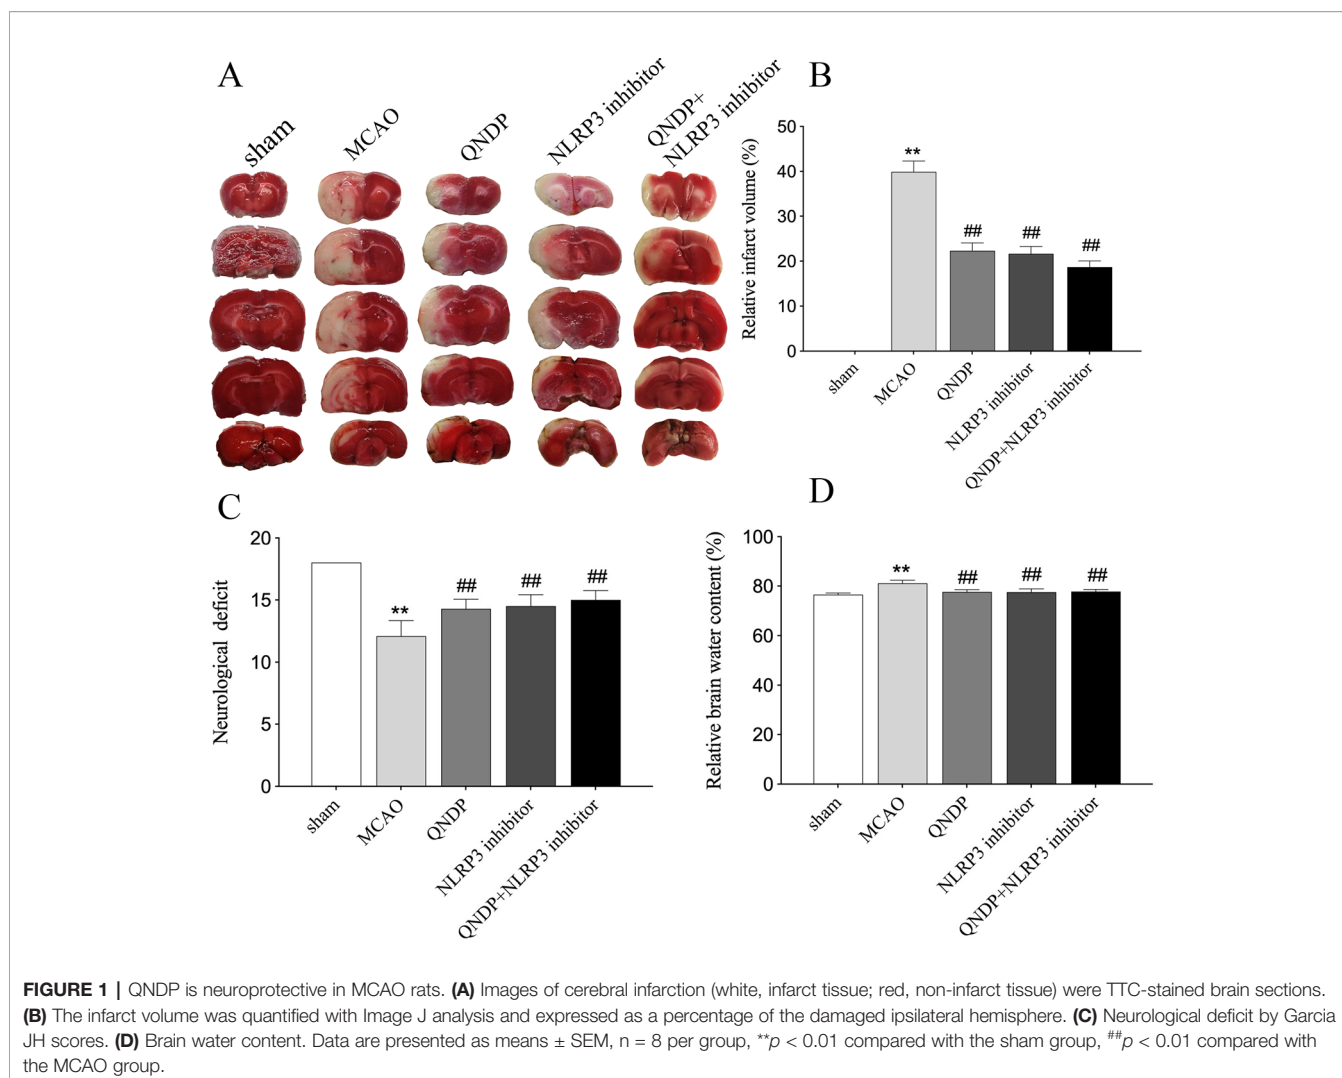 A
sham
MCAO
QNDP
NLRP3 inhibitor
QNDP+
NLRP3 inhibitor
B
Relative infarct volume (%)
50
40
30
20
10
0
**
##
##
##
sham
MCAO
QNDP
NLRP3 inhibitor
QNDP+NLRP3 inhibitor
C
Neurological deficit
20
15
10
5
0
**
##
##
##
sham
MCAO
QNDP
NLRP3 inhibitor
QNDP+NLRP3 inhibitor
D
Relative brain water content (%)
100
80
60
40
20
0
**
##
##
##
sham
MCAO
QNDP
NLRP3 inhibitor
QNDP+NLRP3 inhibitor
FIGURE 1 | QNDP is neuroprotective in MCAO rats. (A) Images of cerebral infarction (white, infarct tissue; red, non-infarct tissue) were TTC-stained brain sections.
(B) The infarct volume was quantified with Image J analysis and expressed as a percentage of the damaged ipsilateral hemisphere. (C) Neurological deficit by Garcia
JH scores. (D) Brain water content. Data are presented as means ± SEM, n = 8 per group, **p < 0.01 compared with the sham group, ##p < 0.01 compared with
the MCAO group.